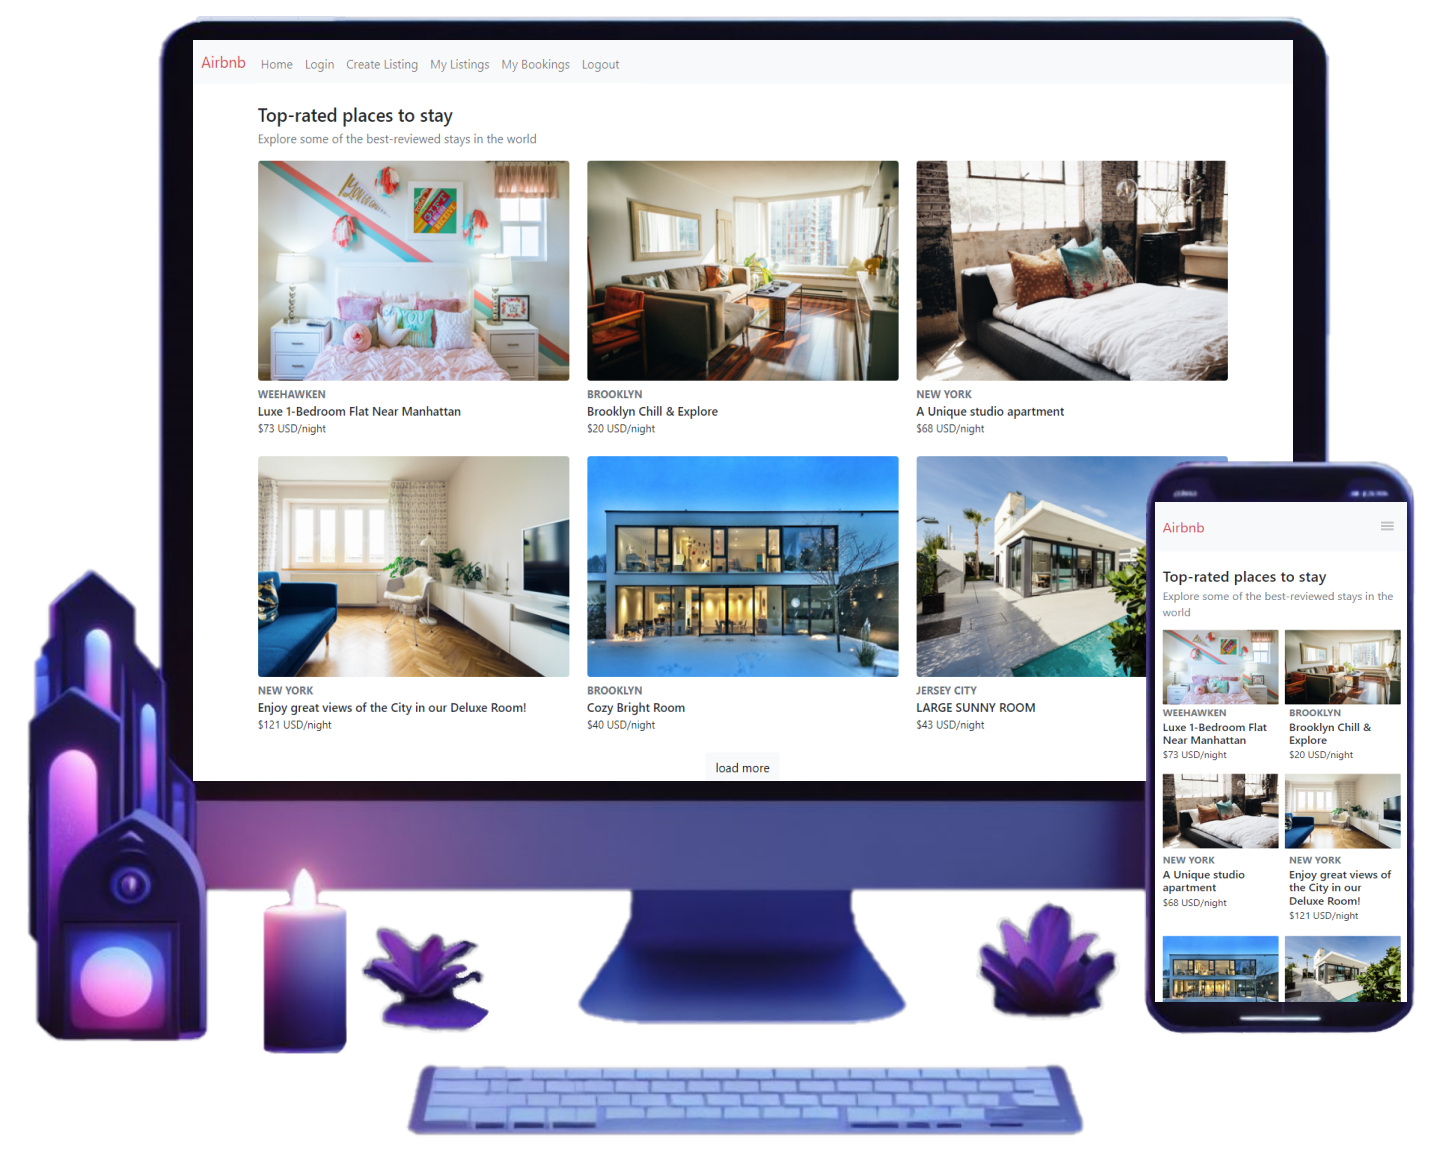 Airbnb Home Login Create Listing My Listings My Bookings Logout
Top-rated places to stay
Explore some of the best-reviewed stays in the world
WEEHAWKEN
Luxe 1-Bedroom Flat Near Manhattan
$73 USD/night
BROOKLYN
Brooklyn Chill & Explore
$20 USD/night
NEW YORK
A Unique studio apartment
$68 USD/night
NEW YORK
Enjoy great views of the City in our Deluxe Room!
$121 USD/night
BROOKLYN
Cozy Bright Room
$40 USD/night
JERSEY CITY
LARGE SUNNY ROOM
$43 USD/night
load more
Airbnb
Top-rated places to stay
Explore some of the best-reviewed stays in the
world
WEEHAWKEN
Luxe 1-Bedroom Flat
Near Manhattan
$73 USD/night
BROOKLYN
Brooklyn Chill &
Explore
$20 USD/night
NEW YORK
A Unique studio
apartment
$68 USD/night
NEW YORK
Enjoy great views of
the City in our
Deluxe Room!
$121 USD/night